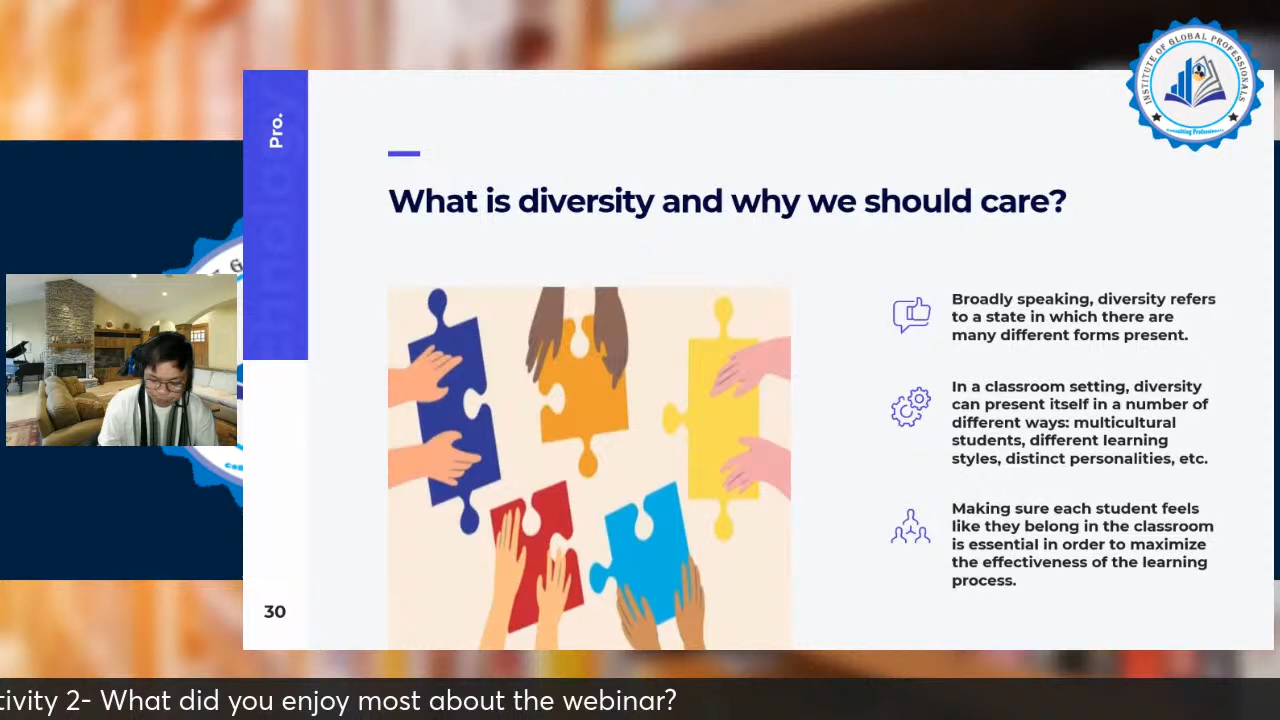 INSTITUTE OF GLOBAL PROFESSIONALS
Consulting Professionals
Pro.
What is diversity and why we should care?
Broadly speaking, diversity refers
to a state in which there are
many different forms present.
In a classroom setting, diversity
can present itself in a number of
different ways: multicultural
students, different learning
styles, distinct personalities, etc.
Making sure each student feels
like they belong in the classroom
is essential in order to maximize
the effectiveness of the learning
process.
30
tivity 2- What did you enjoy most about the webinar?